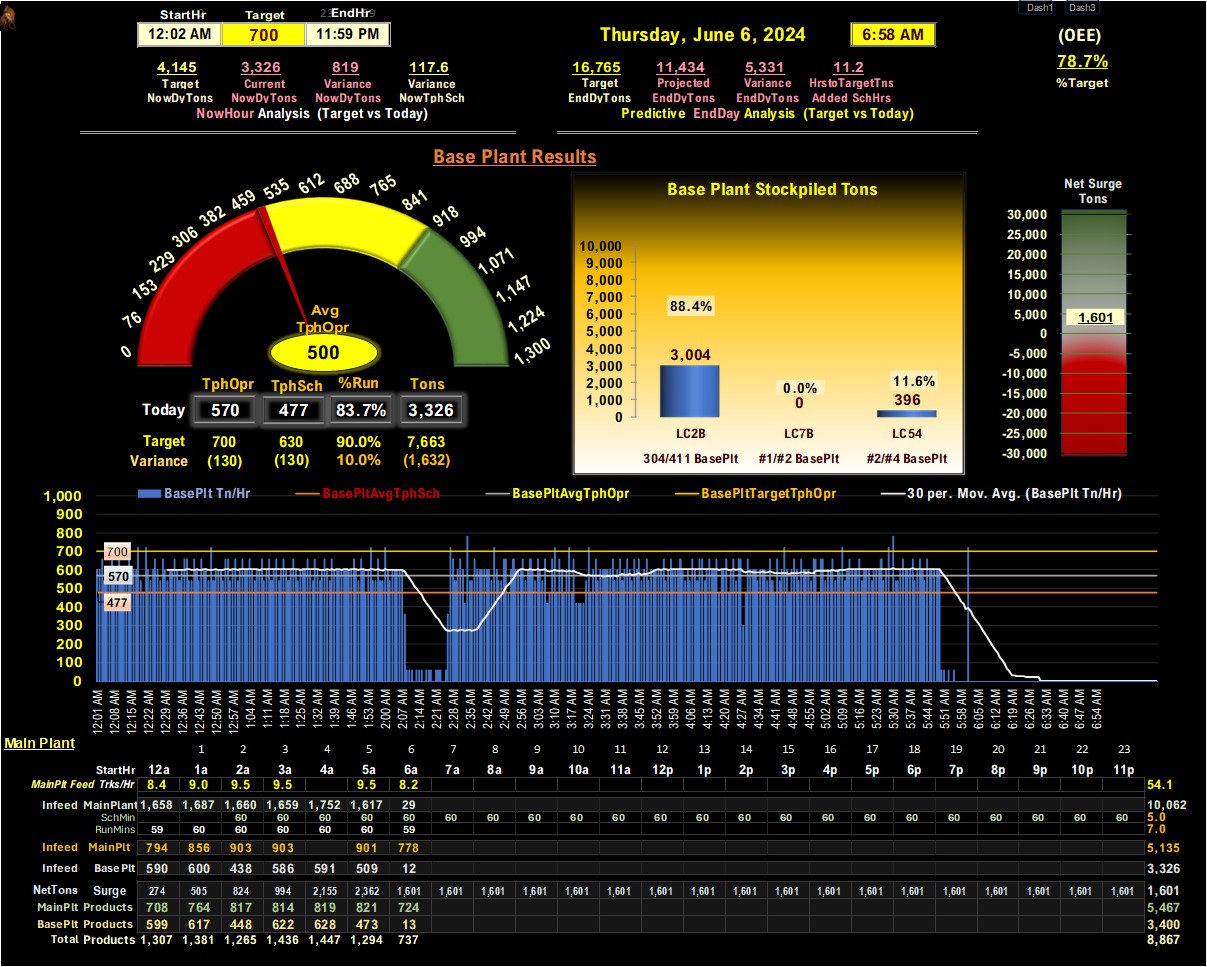 Dash1 Dash3
StartHr Target EndHr
12:02 AM 700 11:59 PM
Thursday, June 6, 2024 6:58 AM
(OEE)
78.7%
%Target
4,145 3,326 819 117.6
Target Current Variance Variance
NowDyTons NowDyTons NowDyTons NowTphSch
NowHour Analysis (Target vs Today)
16,765 11,434 5,331 11.2
Target Projected Variance HrstoTargetTns
EndDyTons EndDyTons EndDyTons Added SchHrs
Predictive EndDay Analysis (Target vs Today)
Base Plant Results
0 76 153 229 306 382 459 535 612 688 765 841 918 994 1,071 1,147 1,224 1,300
Avg
TphOpr
500
TphOpr TphSch %Run Tons
Today 570 477 83.7% 3,326
Target 700 630 90.0% 7,663
Variance (130) (130) 10.0% (1,632)
Base Plant Stockpiled Tons
10,000
9,000
8,000
7,000
6,000
5,000
4,000
3,000
2,000
1,000
0
88.4%
3,004
0.0%
0
11.6%
396
LC2B LC7B LC54
304/411 BasePlt #1/#2 BasePlt #2/#4 BasePlt
Net Surge
Tons
30,000
25,000
20,000
15,000
10,000
5,000
0
-5,000
-10,000
-15,000
-20,000
-25,000
-30,000
1,601
BasePlt Tn/Hr BasePltAvgTphSch BasePltAvgTphOpr BasePltTargetTphOpr 30 per. Mov. Avg. (BasePlt Tn/Hr)
1,000
900
800
700
600
500
400
300
200
100
0
700
570
477
12:01 AM 12:08 AM 12:15 AM 12:22 AM 12:29 AM 12:36 AM 12:43 AM 12:50 AM 12:57 AM 1:04 AM 1:11 AM 1:18 AM 1:25 AM 1:32 AM 1:39 AM 1:46 AM 1:53 AM 2:00 AM 2:07 AM 2:14 AM 2:21 AM 2:28 AM 2:35 AM 2:42 AM 2:49 AM 2:56 AM 3:03 AM 3:10 AM 3:17 AM 3:24 AM 3:31 AM 3:38 AM 3:45 AM 3:52 AM 3:59 AM 4:06 AM 4:13 AM 4:20 AM 4:27 AM 4:34 AM 4:41 AM 4:48 AM 4:55 AM 5:02 AM 5:09 AM 5:16 AM 5:23 AM 5:30 AM 5:37 AM 5:44 AM 5:51 AM 5:58 AM 6:05 AM 6:12 AM 6:19 AM 6:26 AM 6:33 AM 6:40 AM 6:47 AM 6:54 AM
Main Plant
1 2 3 4 5 6 7 8 9 10 11 12 13 14 15 16 17 18 19 20 21 22 23
StartHr 12a 1a 2a 3a 4a 5a 6a 7a 8a 9a 10a 11a 12p 1p 2p 3p 4p 5p 6p 7p 8p 9p 10p 11p
MainPlt Feed Trks/Hr 8.4 9.0 9.5 9.5 9.5 8.2 54.1
Infeed MainPlant 1,658 1,687 1,660 1,659 1,752 1,617 29 10,062
SchMin 60 60 60 60 60 60 60 60 60 60 60 60 60 60 60 60 60 60 60 60 60 60 5.0
RunMins 59 60 60 60 60 60 59 7.0
Infeed MainPlt 794 856 903 903 901 778 5,135
Infeed Base Plt 590 600 438 586 591 509 12 3.326
NetTons Surge 274 505 824 994 2,155 2,362 1,601 1,601 1,601 1,601 1,601 1,601 1,601 1,601 1,601 1,601 1,601 1,601 1,601 1,601 1,601 1,601 1,601 1,601 1,601
MainPlt Products 708 764 817 814 819 821 724 5,467
BasePlt Products 599 617 448 622 628 473 13 3,400
Total Products 1,307 1,381 1,265 1,436 1,447 1,294 737 8,867